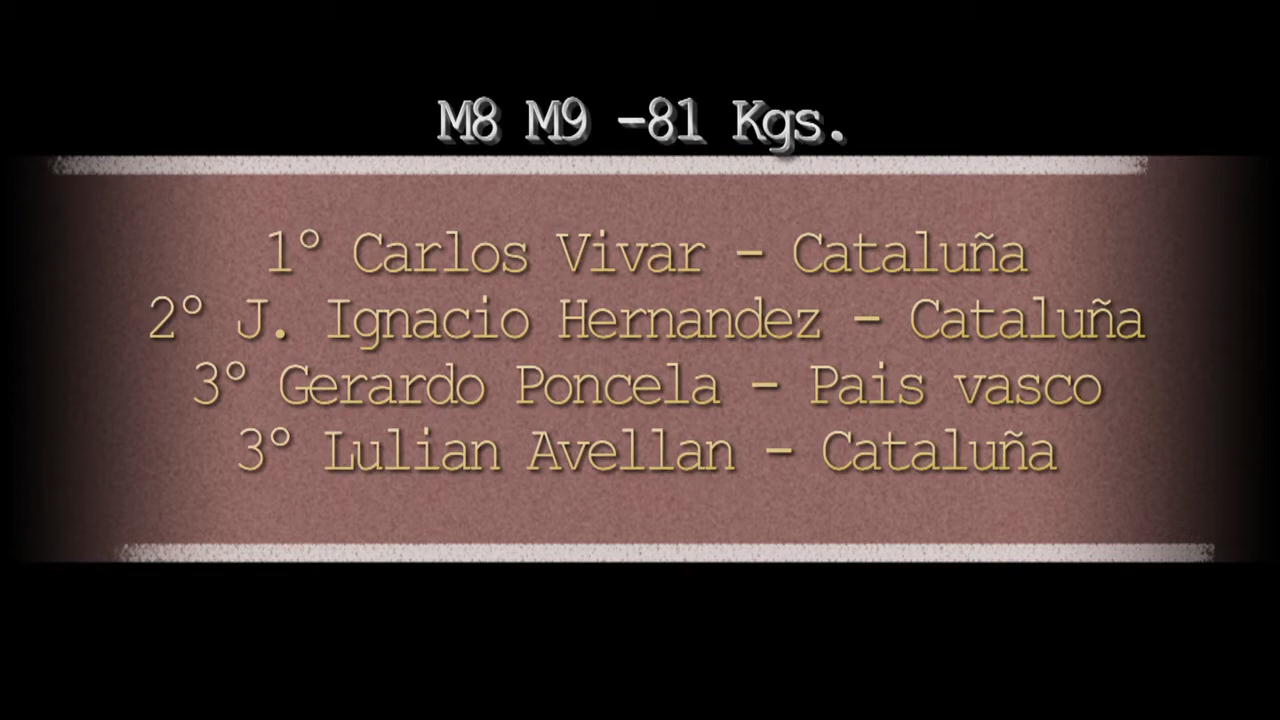 M8 M9 -81 Kgs.
1° Carlos Vivar - Cataluña
2° J. Ignacio Hernandez - Cataluña
3° Gerardo Poncela - Pais vasco
3° Lulian Avellan - Cataluña